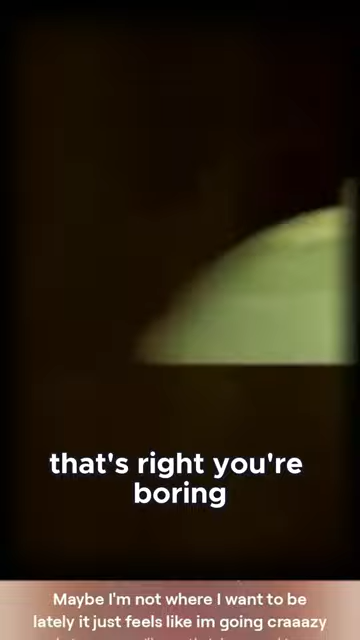 that's right you're
boring
Maybe I'm not where I want to be
lately it just feels like im going craaazy